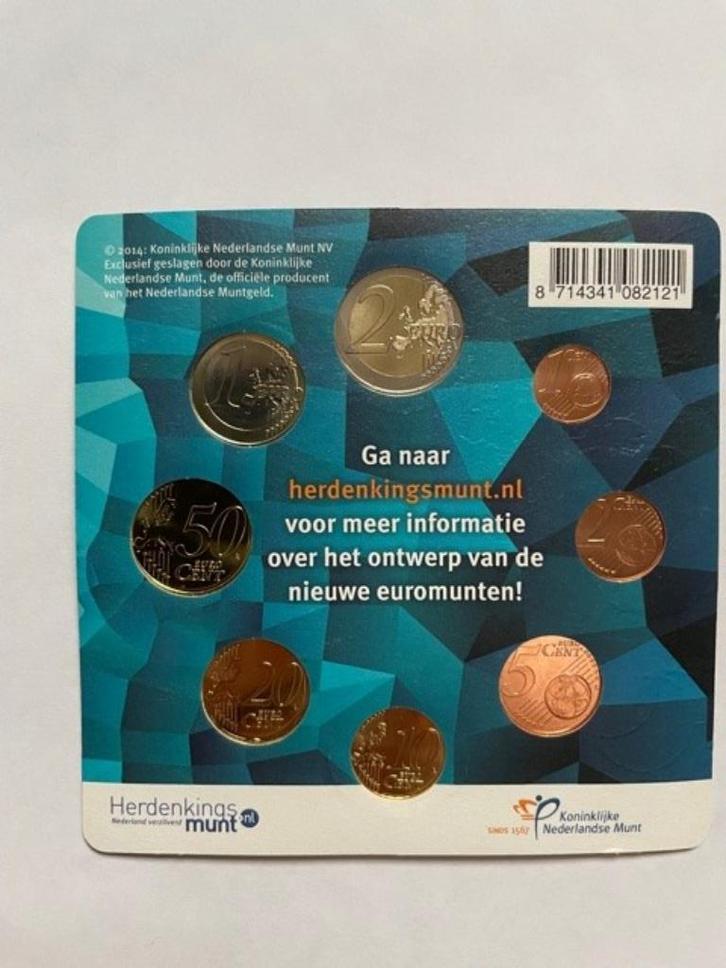 © 2014: Koninklijke Nederlandse Munt NV
Exclusief geslagen door de Koninklijke
Nederlandse Munt, de officiële producent
van het Nederlandse Muntgeld.
8 714341 082121
2 EURO
1 EURO
1 EURO CENT
Ga naar
herdenkingsmunt.nl
voor meer informatie
over het ontwerp van de
nieuwe euromunten!
50 EURO CENT
2 EURO CENT
20 EURO CENT
5 EURO CENT
10 EURO CENT
Herdenkings
Nederland verzilverd munt.nl
SINDS 1567
Koninklijke
Nederlandse Munt